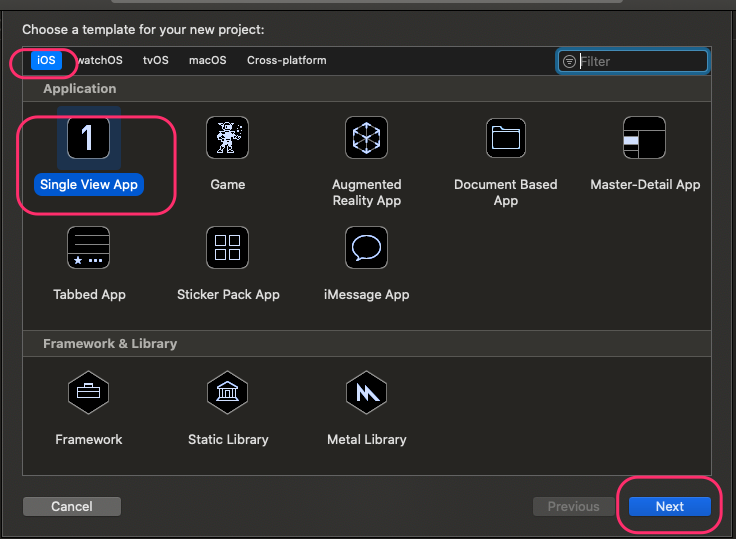 Choose a template for your new project:
iOS watchOS tvOS macOS Cross-platform Filter
Application
1
Single View App Game Augmented Reality App Document Based App Master-Detail App
Tabbed App Sticker Pack App iMessage App
Framework & Library
Framework Static Library Metal Library
Cancel Previous Next